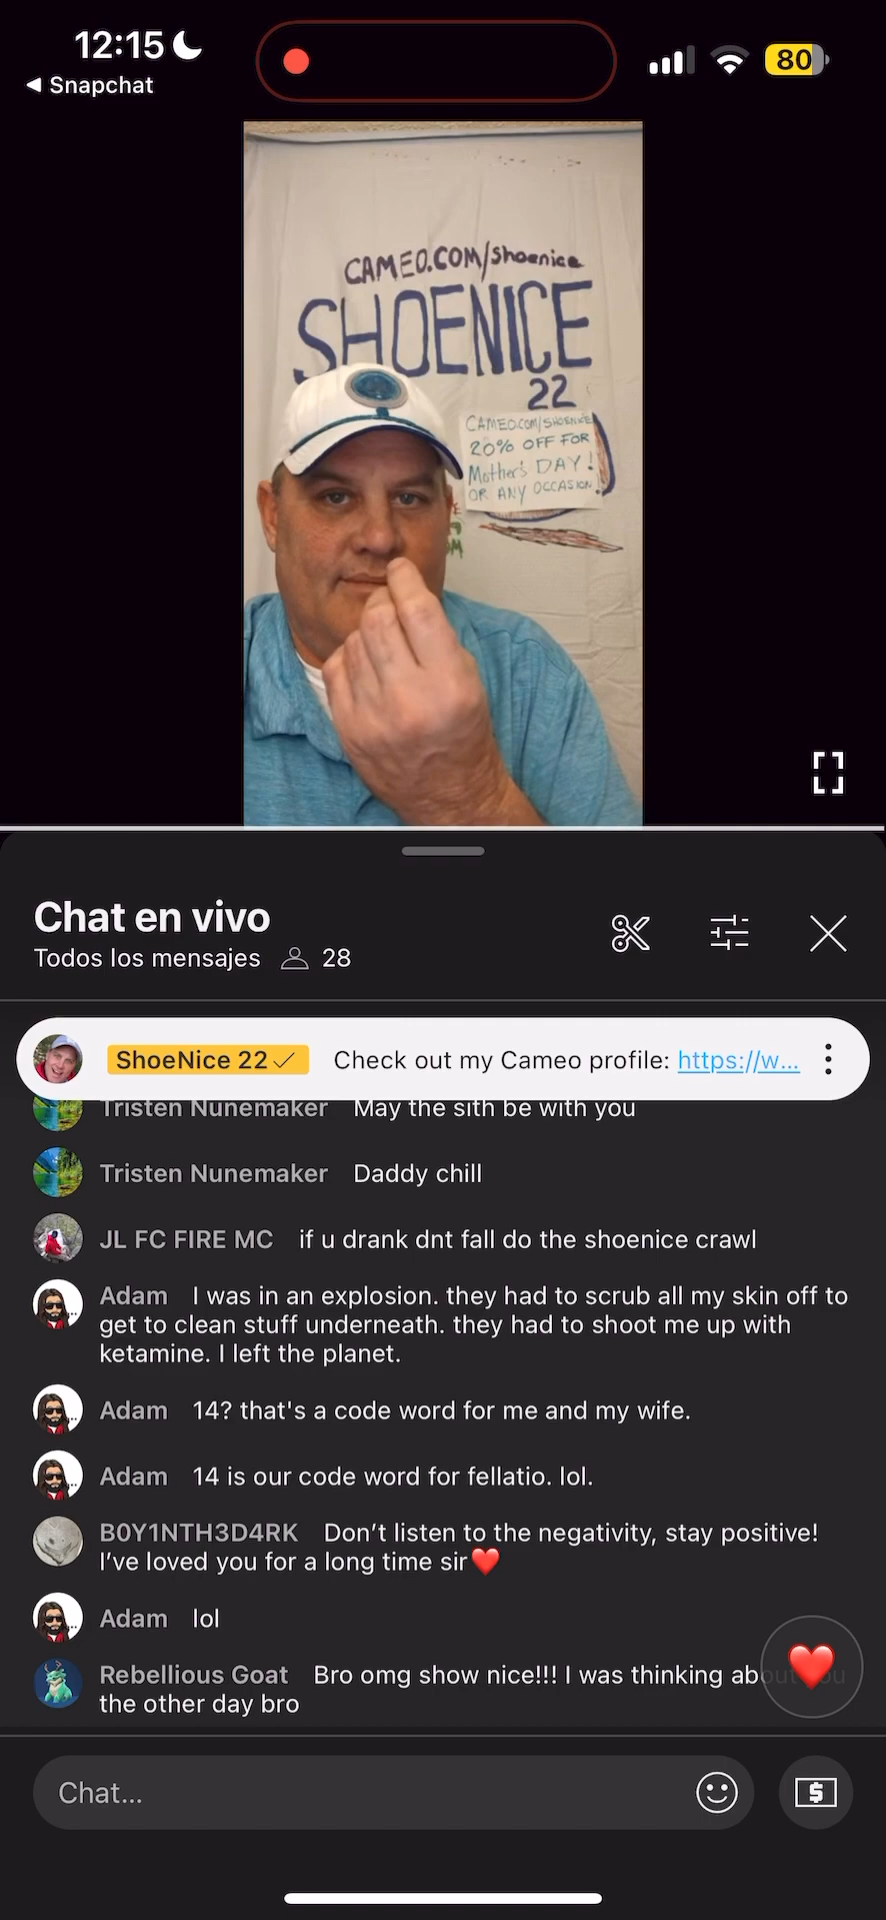 12:15
80
Snapchat
CAMEO.COM/shoenice
SHOENICE
22
CAMEO.COM/SHOENICE
20% OFF FOR
Mother's DAY!
OR ANY OCCASION!
Chat en vivo
Todos los mensajes 28
ShoeNice 22 Check out my Cameo profile: https://w...
Tristen Nunemaker May the sith be with you
Tristen Nunemaker Daddy chill
JL FC FIRE MC if u drank dnt fall do the shoenice crawl
Adam I was in an explosion. they had to scrub all my skin off to
get to clean stuff underneath. they had to shoot me up with
ketamine. I left the planet.
Adam 14? that's a code word for me and my wife.
Adam 14 is our code word for fellatio. lol.
B0Y1NTH3D4RK Don’t listen to the negativity, stay positive!
I’ve loved you for a long time sir❤️
Adam lol
Rebellious Goat Bro omg show nice!!! I was thinking about you
the other day bro
Chat...
$